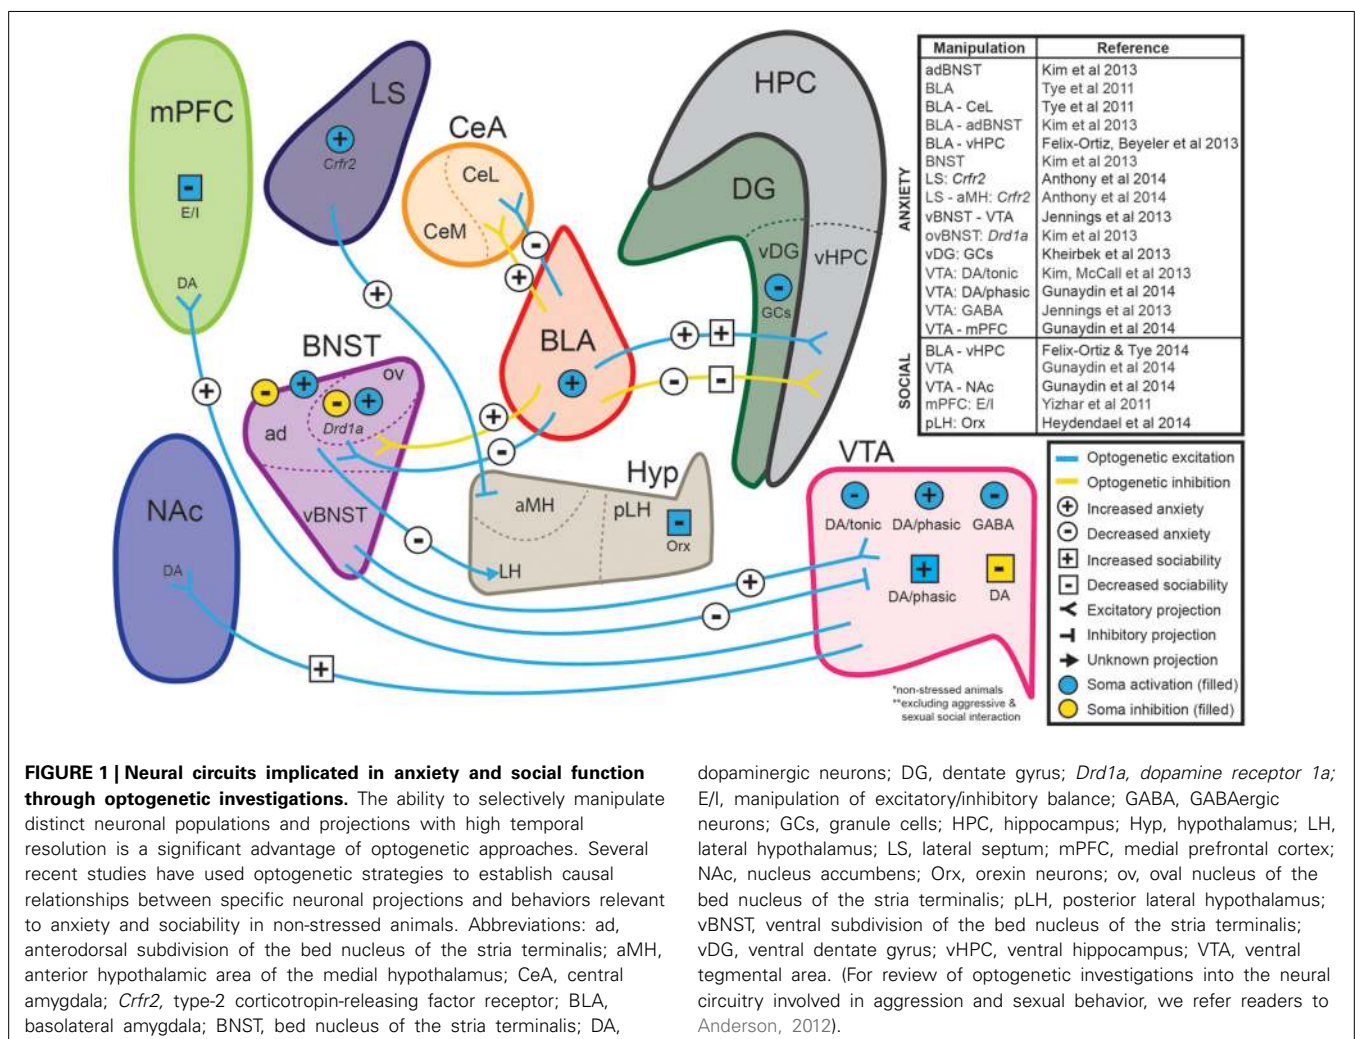 mPFC
E/I
DA
LS
Crfr2
CeA
CeL
CeM
HPC
DG
vDG
vHPC
GCs
BLA
BNST
ov
ad
Drd1a
vBNST
Hyp
aMH
pLH
Orx
LH
NAc
DA
VTA
DA/tonic DA/phasic GABA
DA/phasic DA
*non-stressed animals
**excluding aggressive &
sexual social interaction
Manipulation Reference
ANXIETY
adBNST Kim et al 2013
BLA Tye et al 2011
BLA - CeL Tye et al 2011
BLA - adBNST Kim et al 2013
BLA - vHPC Felix-Ortiz, Beyeler et al 2013
BNST Kim et al 2013
LS: Crfr2 Anthony et al 2014
LS - aMH: Crfr2 Anthony et al 2014
vBNST - VTA Jennings et al 2013
ovBNST: Drd1a Kim et al 2013
vDG: GCs Kheirbek et al 2013
VTA: DA/tonic Kim, McCall et al 2013
VTA: DA/phasic Gunaydin et al 2014
VTA: GABA Jennings et al 2013
VTA - mPFC Gunaydin et al 2014
SOCIAL
BLA - vHPC Felix-Ortiz & Tye 2014
VTA Gunaydin et al 2014
VTA - NAc Gunaydin et al 2014
mPFC: E/I Yizhar et al 2011
pLH: Orx Heydendael et al 2014
Optogenetic excitation
Optogenetic inhibition
Increased anxiety
Decreased anxiety
Increased sociability
Decreased sociability
Excitatory projection
Inhibitory projection
Unknown projection
Soma activation (filled)
Soma inhibition (filled)
FIGURE 1 | Neural circuits implicated in anxiety and social function
through optogenetic investigations. The ability to selectively manipulate
distinct neuronal populations and projections with high temporal
resolution is a significant advantage of optogenetic approaches. Several
recent studies have used optogenetic strategies to establish causal
relationships between specific neuronal projections and behaviors relevant
to anxiety and sociability in non-stressed animals. Abbreviations: ad,
anterodorsal subdivision of the bed nucleus of the stria terminalis; aMH,
anterior hypothalamic area of the medial hypothalamus; CeA, central
amygdala; Crfr2, type-2 corticotropin-releasing factor receptor; BLA,
basolateral amygdala; BNST, bed nucleus of the stria terminalis; DA,
dopaminergic neurons; DG, dentate gyrus; Drd1a, dopamine receptor 1a;
E/I, manipulation of excitatory/inhibitory balance; GABA, GABAergic
neurons; GCs, granule cells; HPC, hippocampus; Hyp, hypothalamus; LH,
lateral hypothalamus; LS, lateral septum; mPFC, medial prefrontal cortex;
NAc, nucleus accumbens; Orx, orexin neurons; ov, oval nucleus of the
bed nucleus of the stria terminalis; pLH, posterior lateral hypothalamus;
vBNST, ventral subdivision of the bed nucleus of the stria terminalis;
vDG, ventral dentate gyrus; vHPC, ventral hippocampus; VTA, ventral
tegmental area. (For review of optogenetic investigations into the neural
circuitry involved in aggression and sexual behavior, we refer readers to
Anderson, 2012).